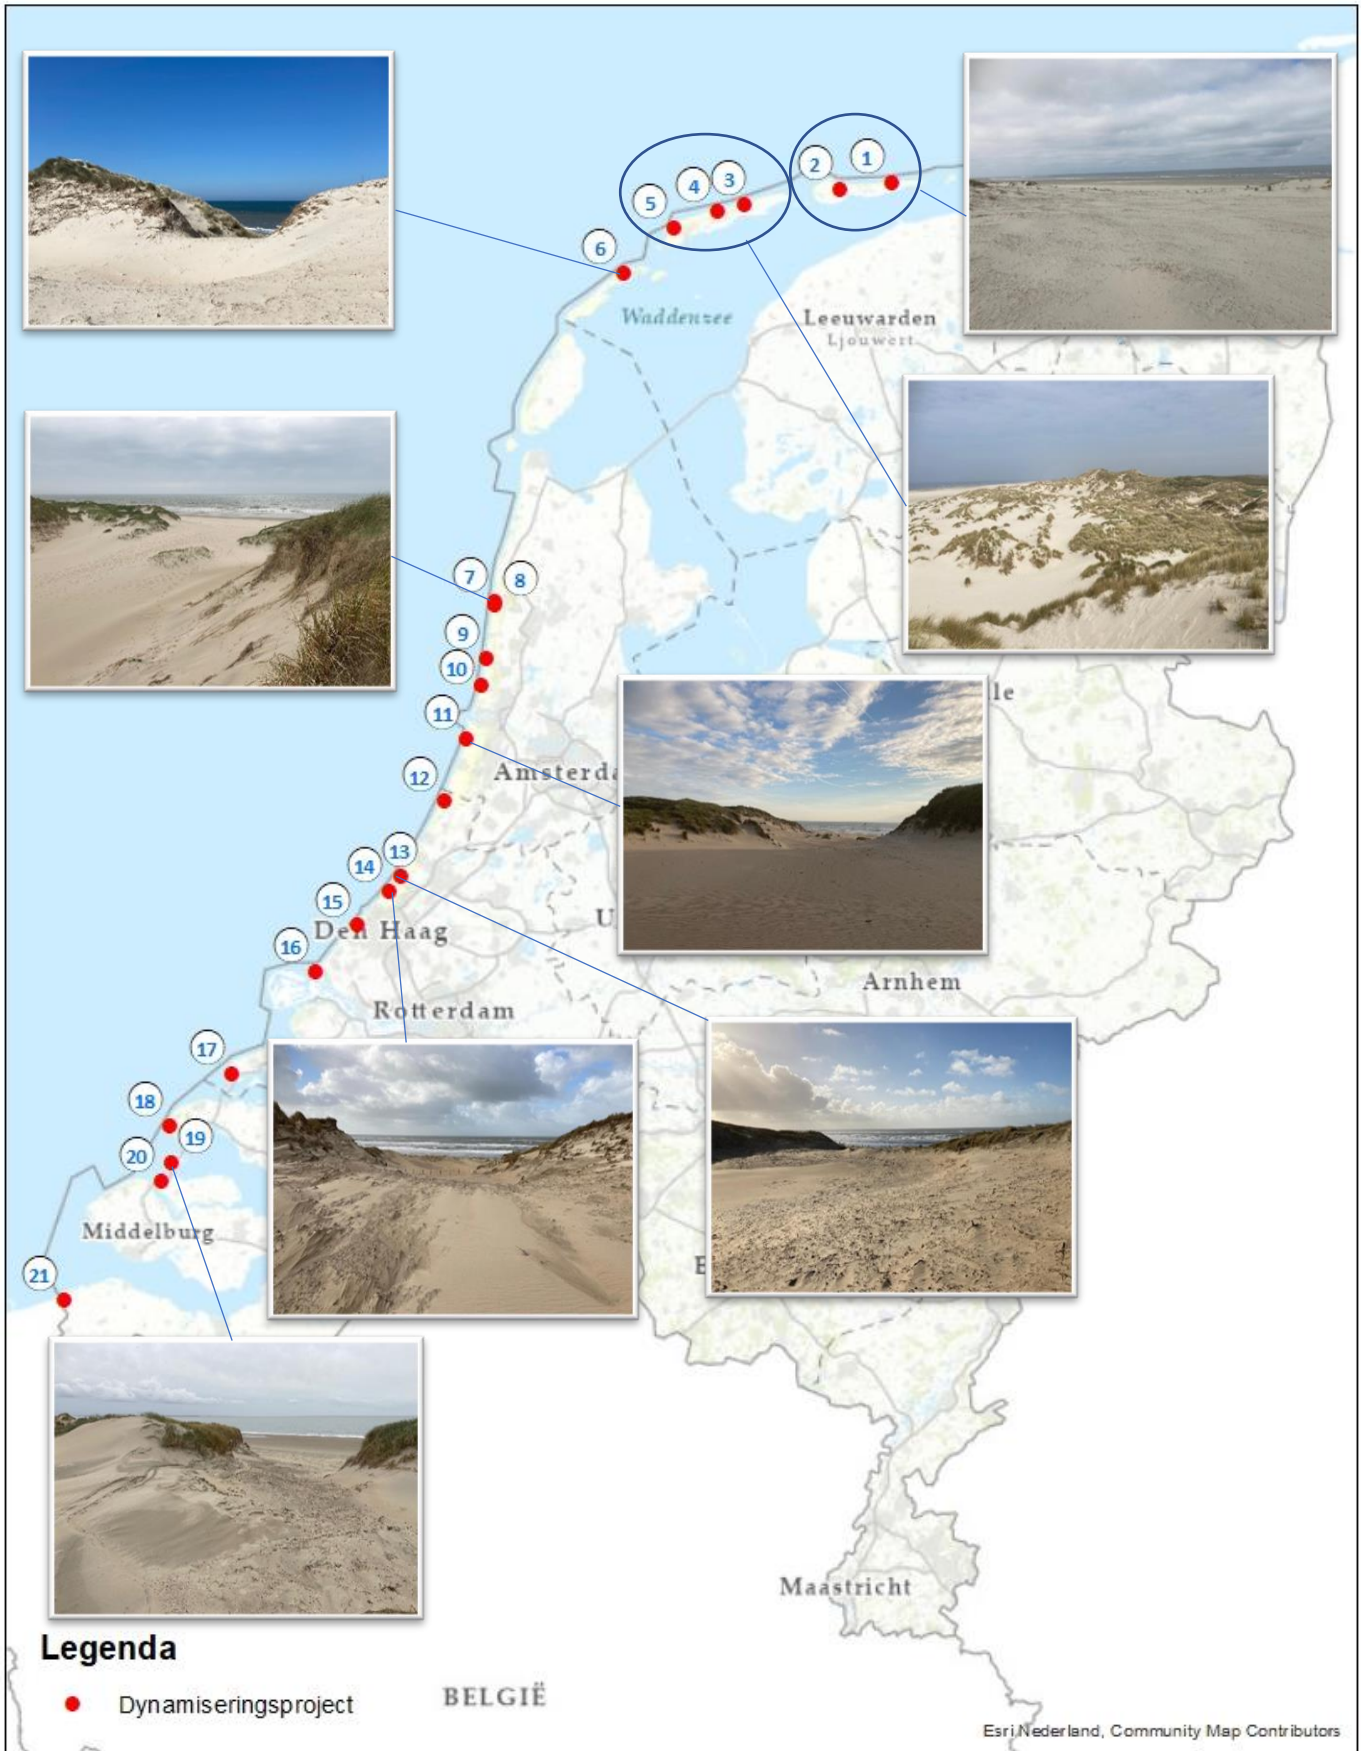 2
1
4
3
5
6
Waddenzee
Leeuwarden
Ljouwert
7
8
9
10
lle
11
12
Amsterda
13
14
15
Den Haag
U
16
Arnhem
Rotterdam
17
18
19
20
Middelburg
E
21
Maastricht
Legenda
Dynamiseringsproject
BELGIË
Esri Nederland, Community Map Contributors